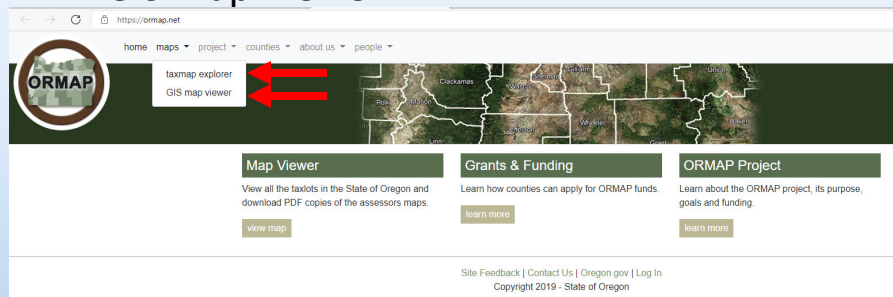 https://ormap.net
home maps project counties about us people
taxmap explorer
GIS map viewer
ORMAP
Clackamas
Gilliam
Union
Polk
Marion
Wheeler
Baker
Jefferson
Linn
Grant
Map Viewer
View all the taxlots in the State of Oregon and
download PDF copies of the assessors maps.
view map
Grants & Funding
Learn how counties can apply for ORMAP funds.
learn more
ORMAP Project
Learn about the ORMAP project, its purpose,
goals and funding.
learn more
Site Feedback | Contact Us | Oregon.gov | Log In
Copyright 2019 - State of Oregon